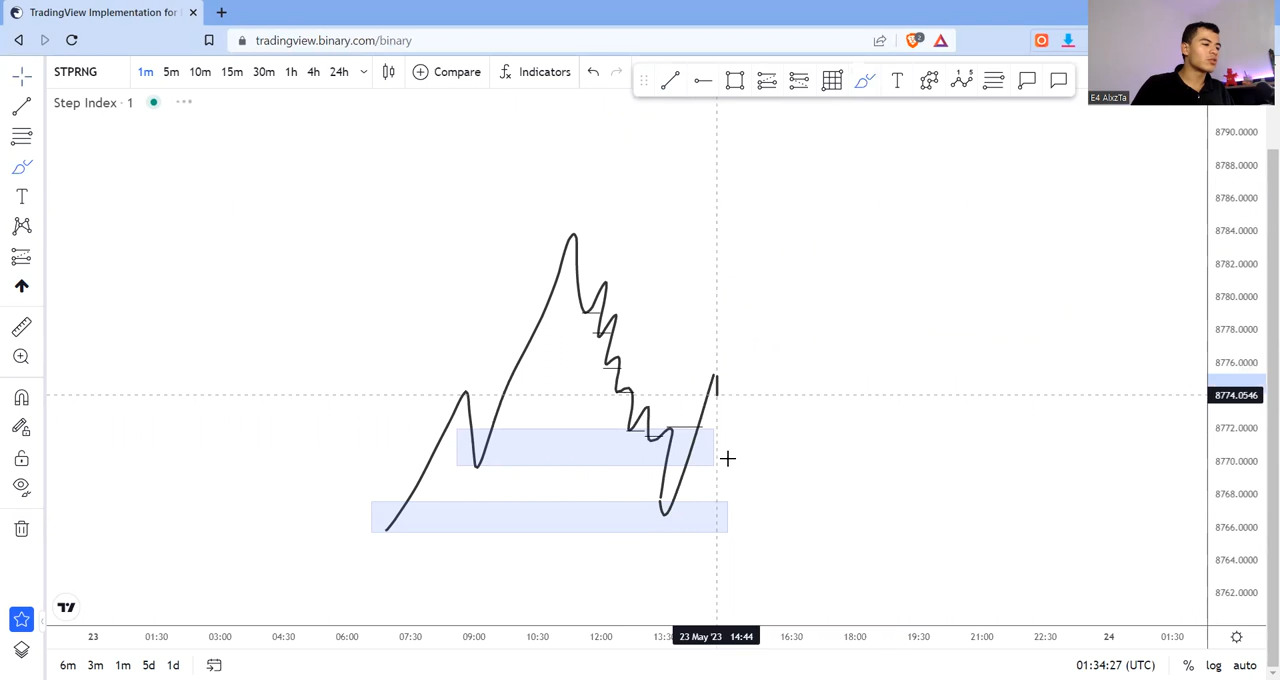 TradingView Implementation for
tradingview.binary.com/binary
2
STPRNG 1m 5m 10m 15m 30m 1h 4h 24h Compare Indicators
Step Index · 1
E4 AlxzTa
8790.0000
8788.0000
8786.0000
8784.0000
8782.0000
8780.0000
8778.0000
8776.0000
8774.0546
8772.0000
8770.0000
8768.0000
8766.0000
8764.0000
8762.0000
23 01:30 03:00 04:30 06:00 07:30 09:00 10:30 12:00 13:30 23 May '23 14:44 16:30 18:00 19:30 21:00 22:30 24 01:30
6m 3m 1m 5d 1d 01:34:27 (UTC) % log auto